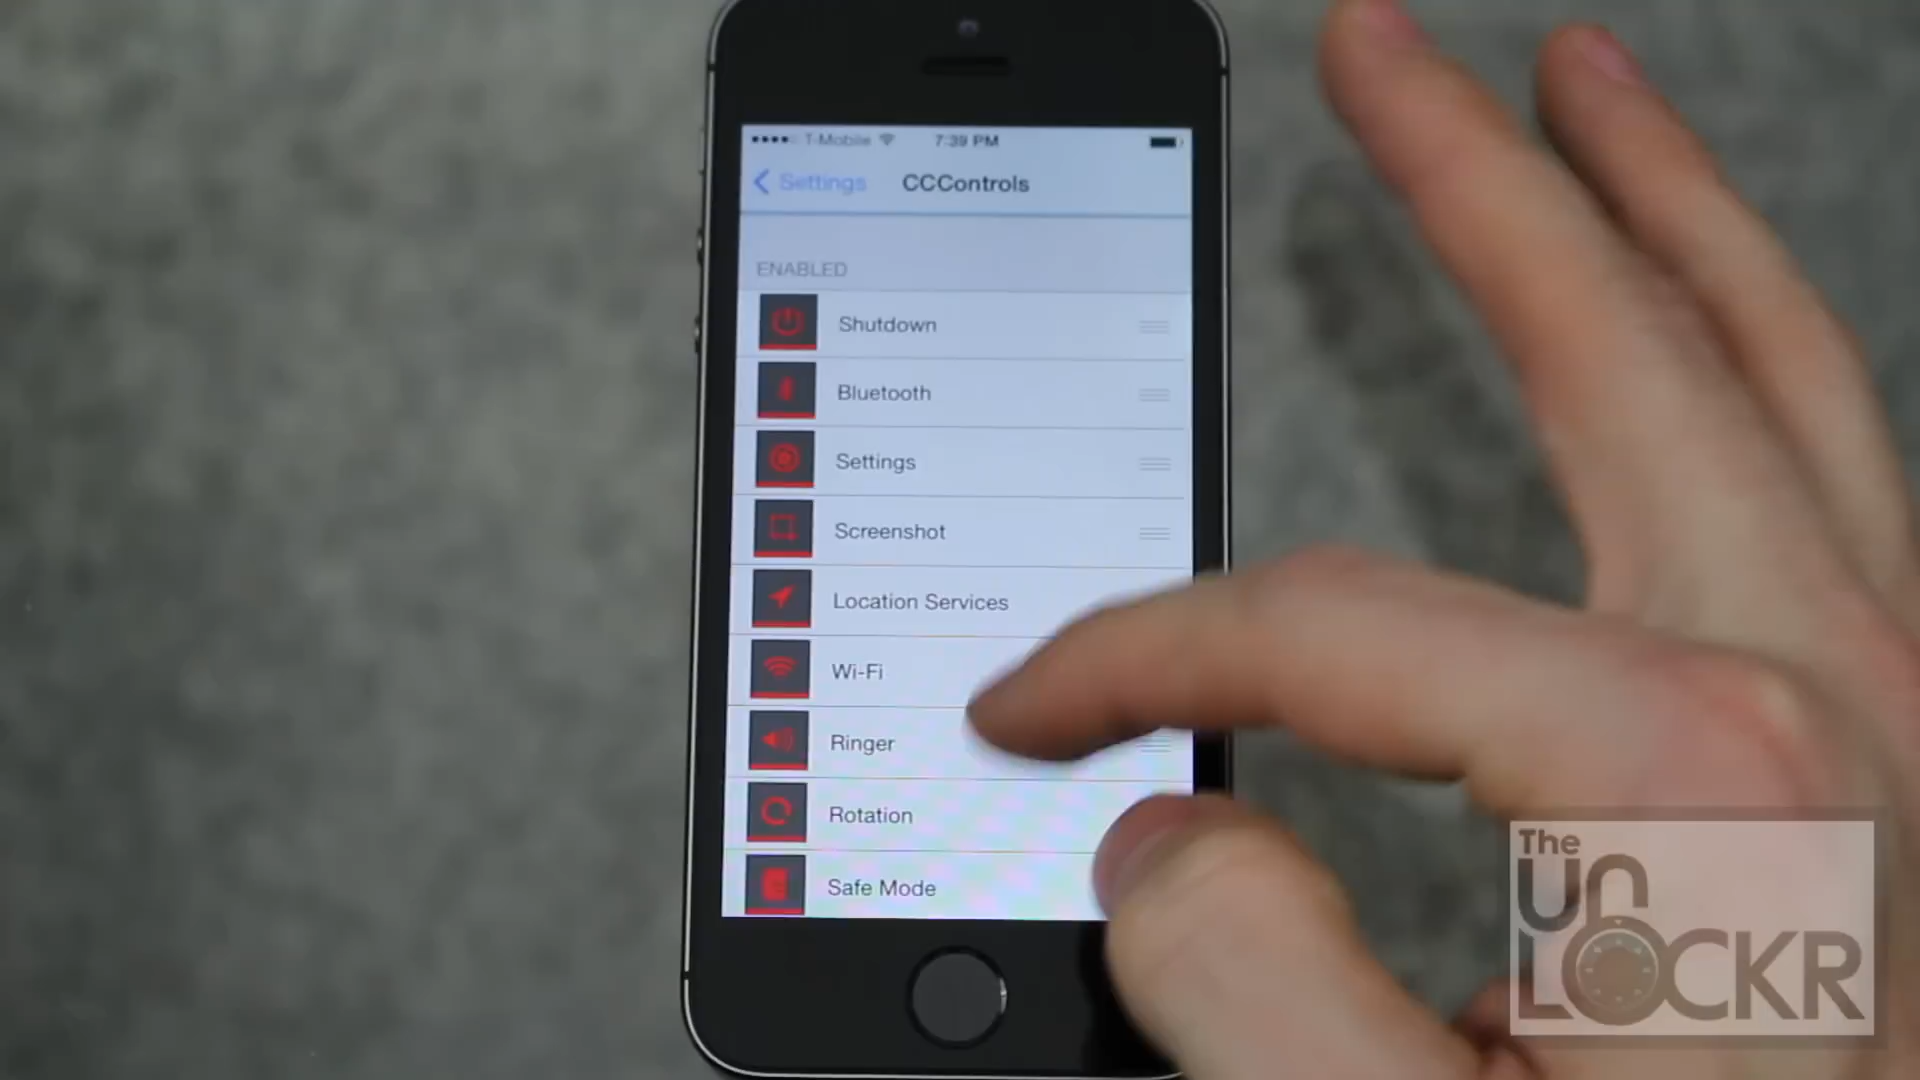 T-Mobile 7:39 PM
Settings CCControls
ENABLED
Shutdown
Bluetooth
Settings
Screenshot
Location Services
Wi-Fi
Ringer
Rotation
Safe Mode
The
Un
LOCKR